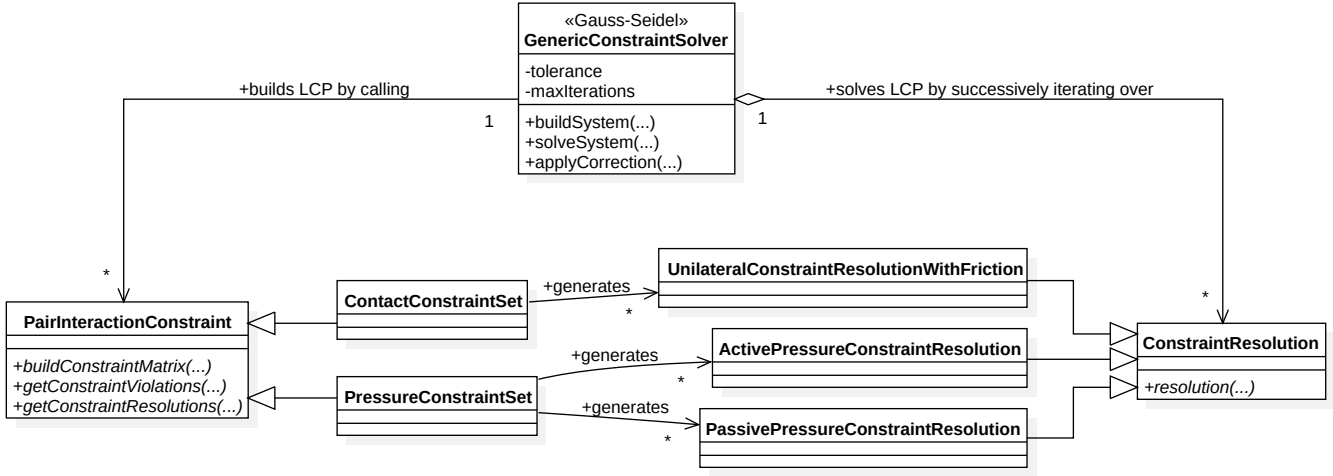 «Gauss-Seidel»
GenericConstraintSolver
-tolerance
-maxIterations
+buildSystem(...)
+solveSystem(...)
+applyCorrection(...)
+builds LCP by calling
1
*
+solves LCP by successively iterating over
1
*
PairInteractionConstraint
+buildConstraintMatrix(...)
+getConstraintViolations(...)
+getConstraintResolutions(...)
ContactConstraintSet
+generates
*
UnilateralConstraintResolutionWithFriction
PressureConstraintSet
+generates
*
ActivePressureConstraintResolution
+generates
*
PassivePressureConstraintResolution
ConstraintResolution
+resolution(...)